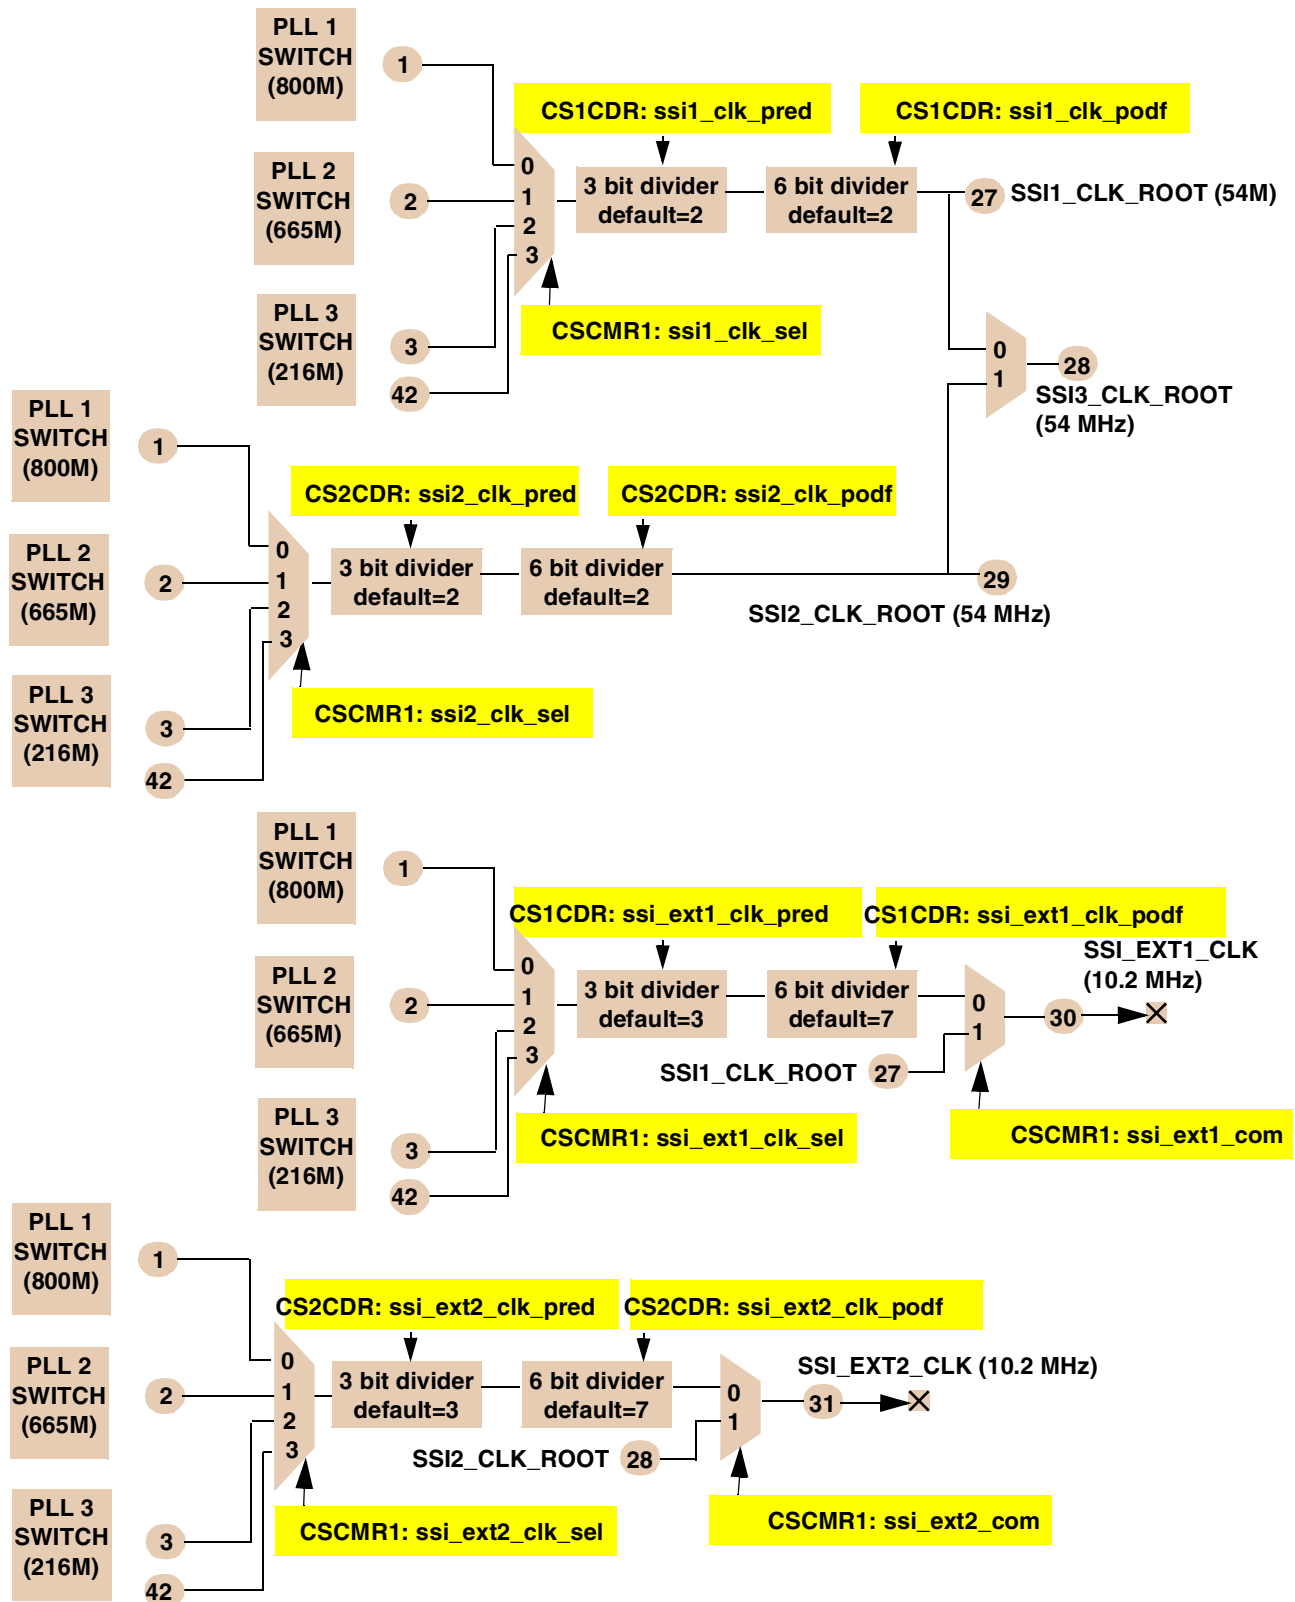 PLL 1
SWITCH
(800M)
1
CS1CDR: ssi1_clk_pred
CS1CDR: ssi1_clk_podf
PLL 2
SWITCH
(665M)
2
0
1
2
3
3 bit divider
default=2
6 bit divider
default=2
27
SSI1_CLK_ROOT (54M)
PLL 3
SWITCH
(216M)
3
42
CSCMR1: ssi1_clk_sel
0
1
28
SSI3_CLK_ROOT
(54 MHz)
PLL 1
SWITCH
(800M)
1
CS2CDR: ssi2_clk_pred
CS2CDR: ssi2_clk_podf
PLL 2
SWITCH
(665M)
2
0
1
2
3
3 bit divider
default=2
6 bit divider
default=2
29
SSI2_CLK_ROOT (54 MHz)
PLL 3
SWITCH
(216M)
3
42
CSCMR1: ssi2_clk_sel
PLL 1
SWITCH
(800M)
1
CS1CDR: ssi_ext1_clk_pred
CS1CDR: ssi_ext1_clk_podf
SSI_EXT1_CLK
(10.2 MHz)
PLL 2
SWITCH
(665M)
2
0
1
2
3
3 bit divider
default=3
6 bit divider
default=7
0
1
30
SSI1_CLK_ROOT
27
PLL 3
SWITCH
(216M)
3
42
CSCMR1: ssi_ext1_clk_sel
CSCMR1: ssi_ext1_com
PLL 1
SWITCH
(800M)
1
CS2CDR: ssi_ext2_clk_pred
CS2CDR: ssi_ext2_clk_podf
PLL 2
SWITCH
(665M)
2
0
1
2
3
3 bit divider
default=3
6 bit divider
default=7
0
1
SSI_EXT2_CLK (10.2 MHz)
31
SSI2_CLK_ROOT
28
PLL 3
SWITCH
(216M)
3
42
CSCMR1: ssi_ext2_clk_sel
CSCMR1: ssi_ext2_com